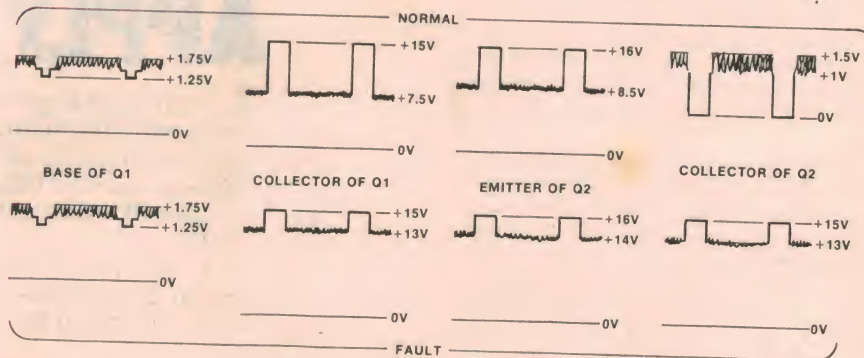 NORMAL
+1.75V
+1.25V
0V
+15V
+7.5V
0V
+16V
+8.5V
0V
+1.5V
+1V
0V
BASE OF Q1
COLLECTOR OF Q1
EMITTER OF Q2
COLLECTOR OF Q2
+1.75V
+1.25V
0V
+15V
+13V
0V
+16V
+14V
0V
+15V
+13V
0V
FAULT